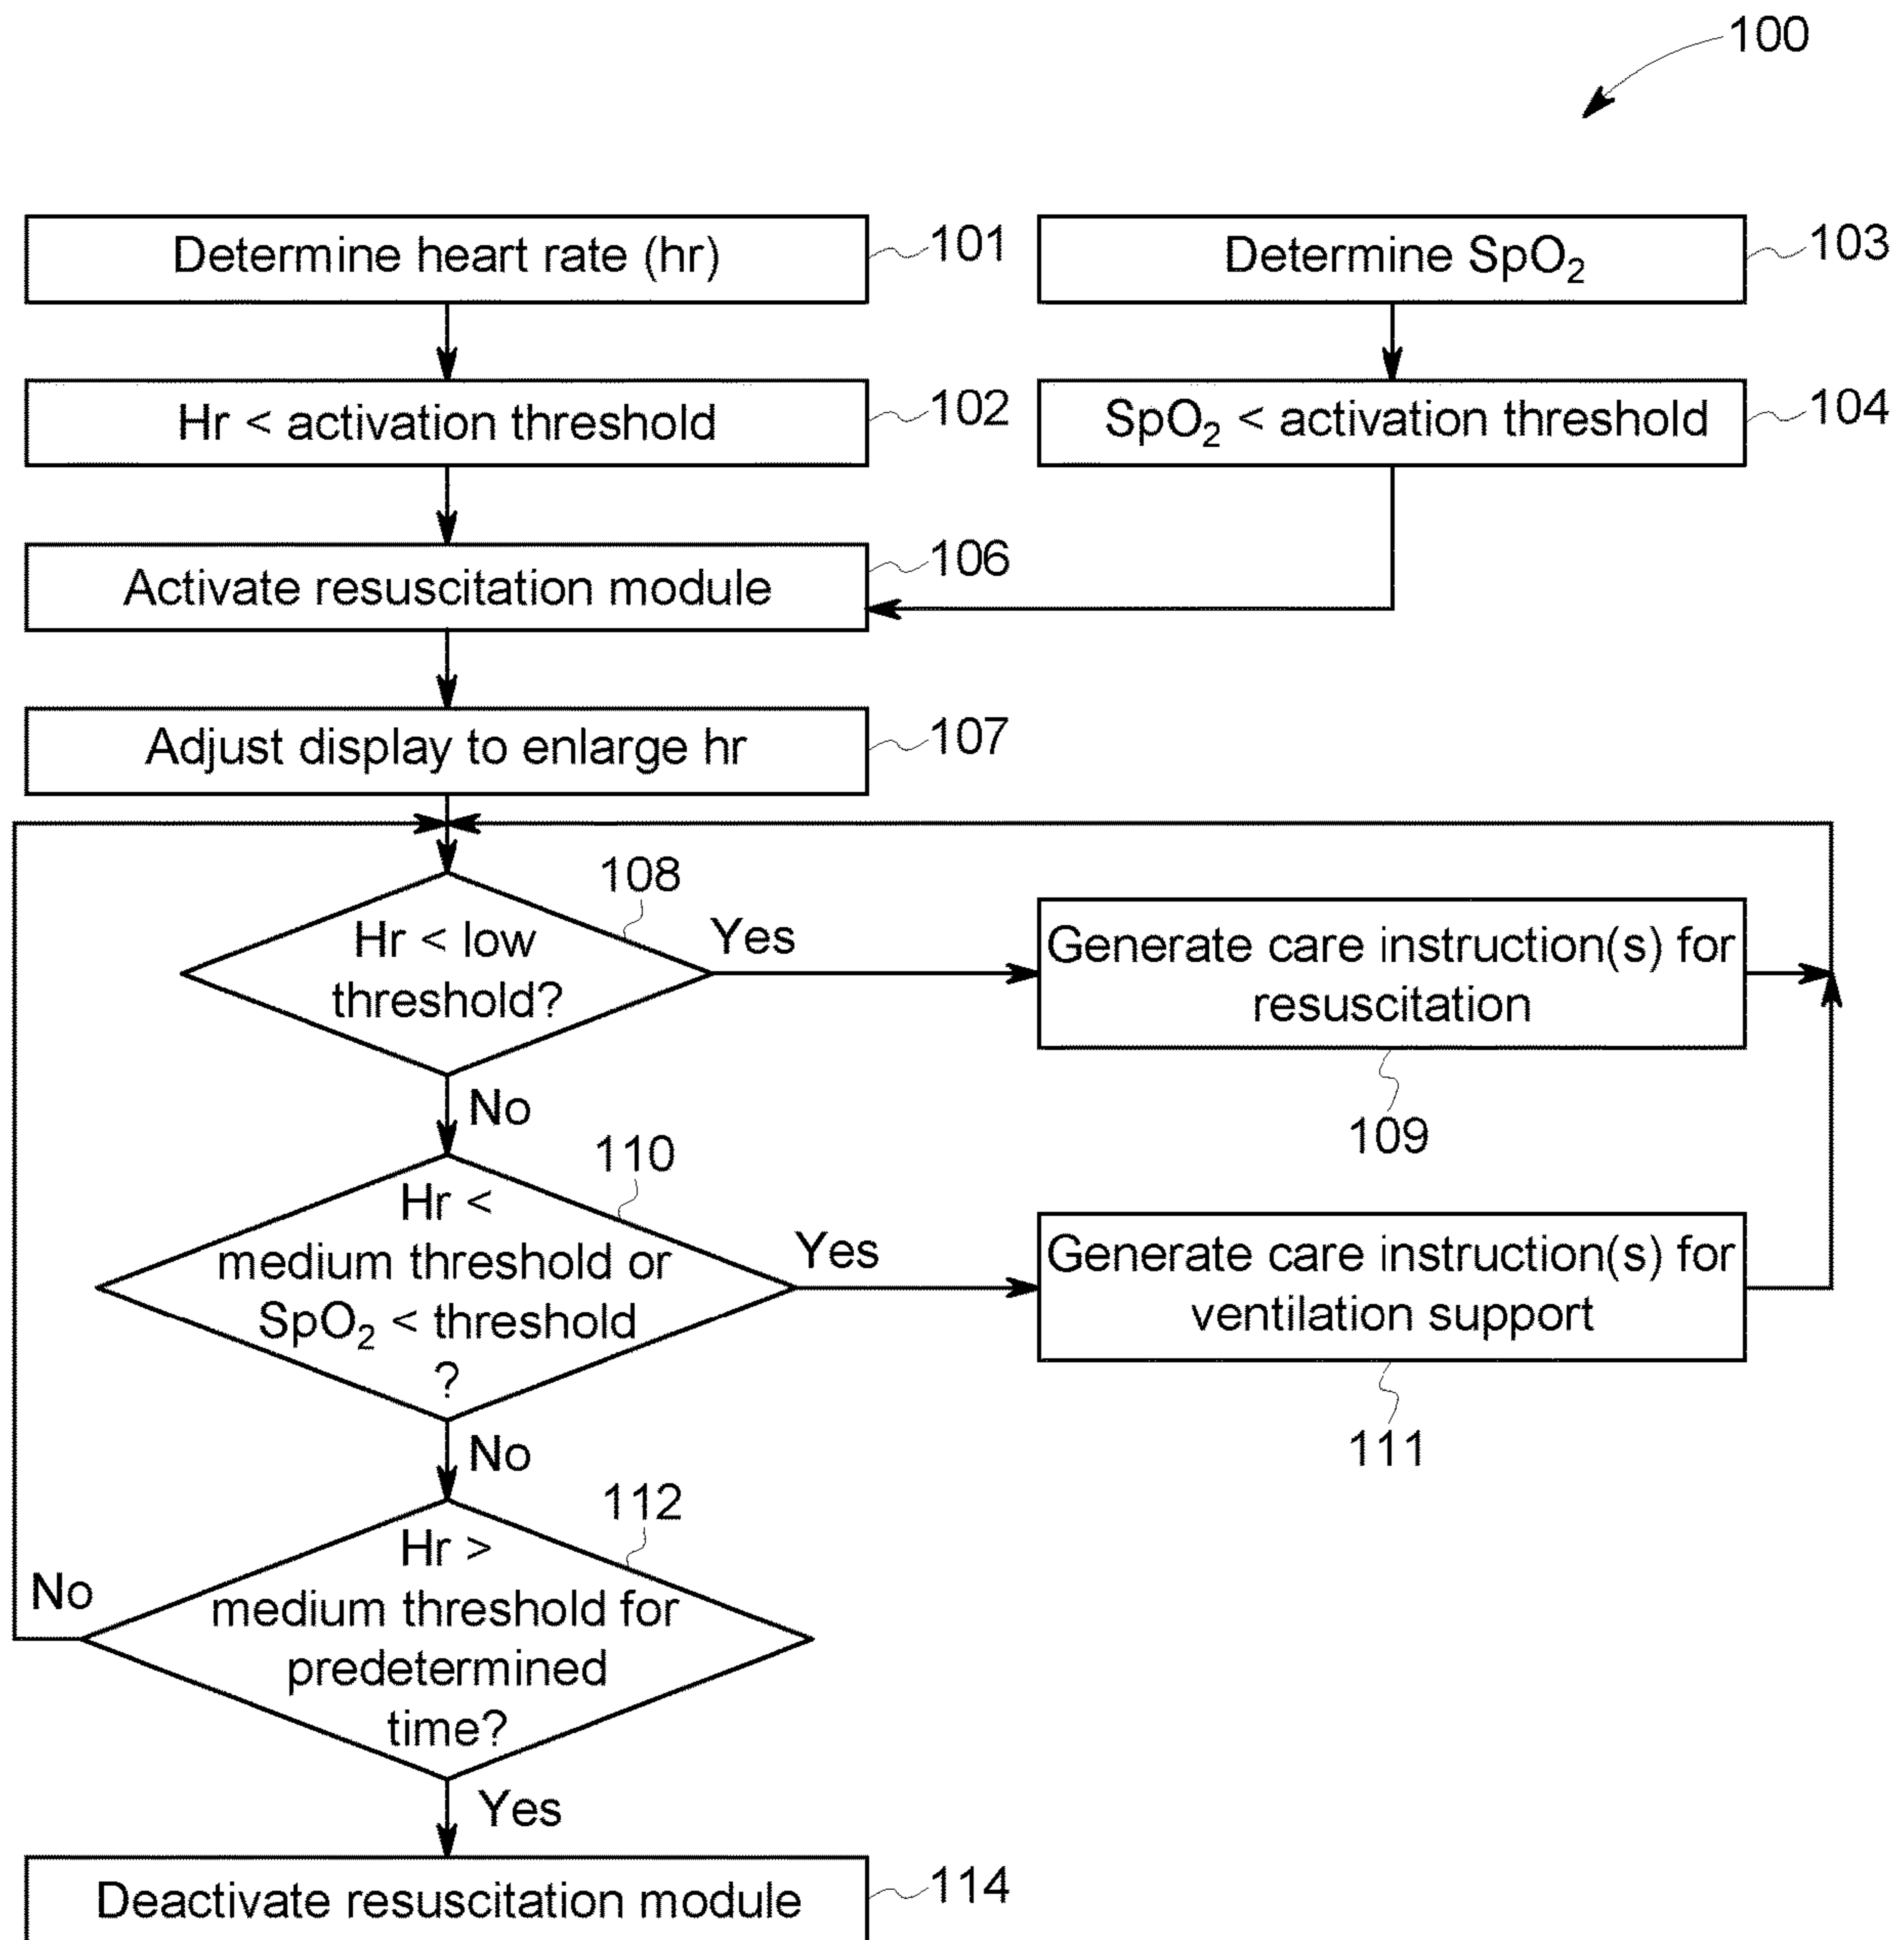 100
Determine heart rate (hr)
101
Determine SpO₂
103
Hr < activation threshold
102
SpO₂ < activation threshold
104
Activate resuscitation module
106
Adjust display to enlarge hr
107
108
Hr < low
threshold?
Yes
Generate care instruction(s) for
resuscitation
109
No
110
Hr <
medium threshold or
SpO₂ < threshold
?
Yes
Generate care instruction(s) for
ventilation support
111
No
112
Hr >
medium threshold for
predetermined
time?
No
Yes
Deactivate resuscitation module
114